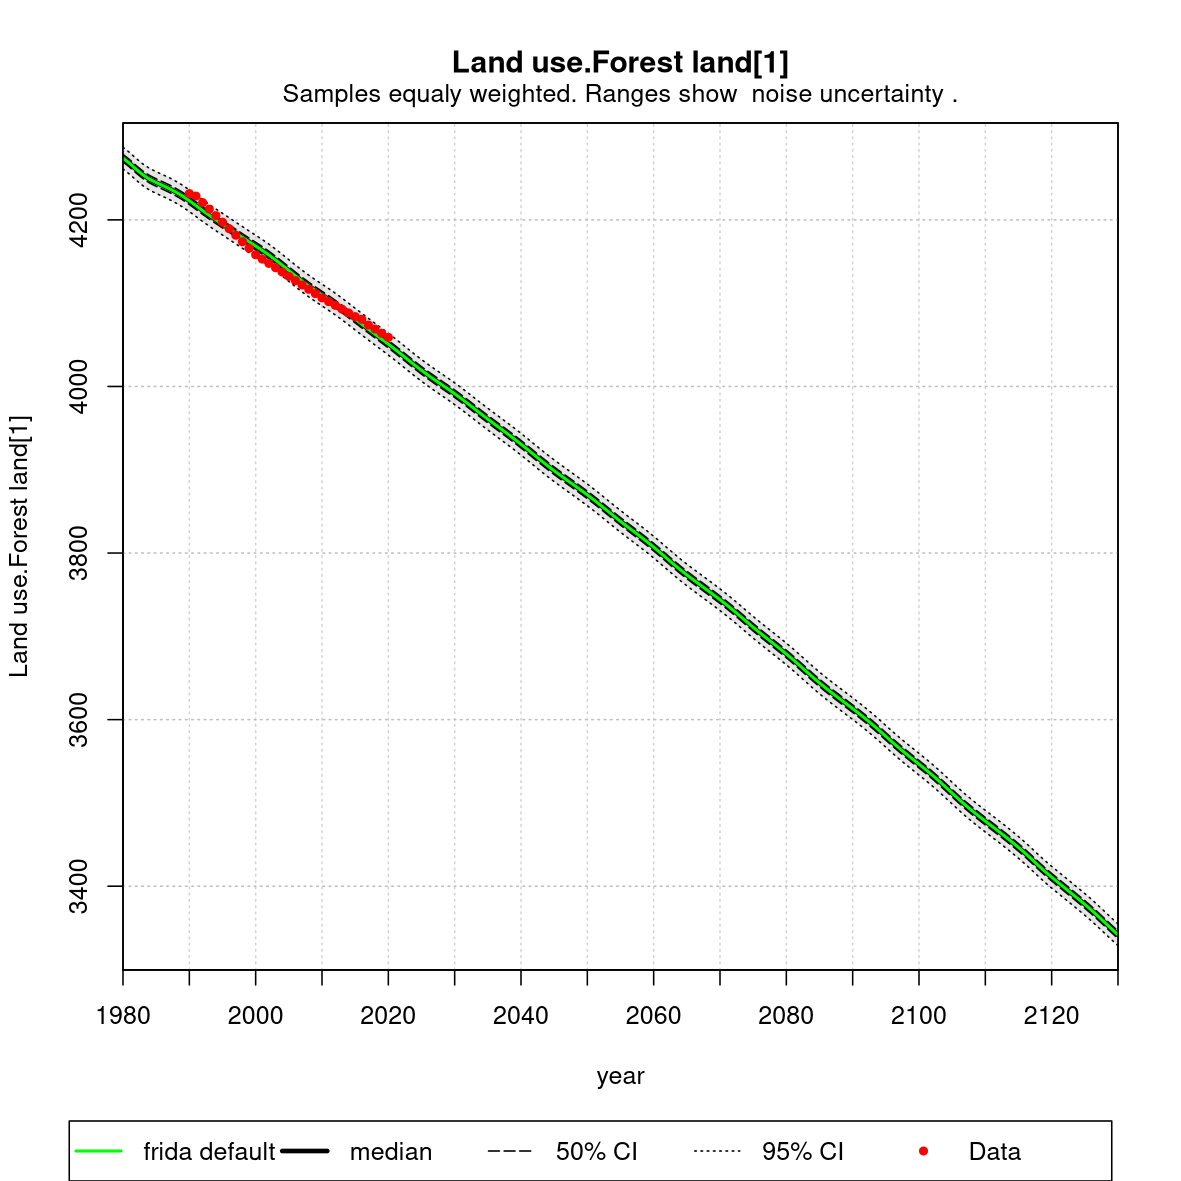 Land use.Forest land[1]
Samples equaly weighted. Ranges show  noise uncertainty .
Land use.Forest land[1]
4200
4000
3800
3600
3400
1980 2000 2020 2040 2060 2080 2100 2120
year
frida default median 50% CI 95% CI Data